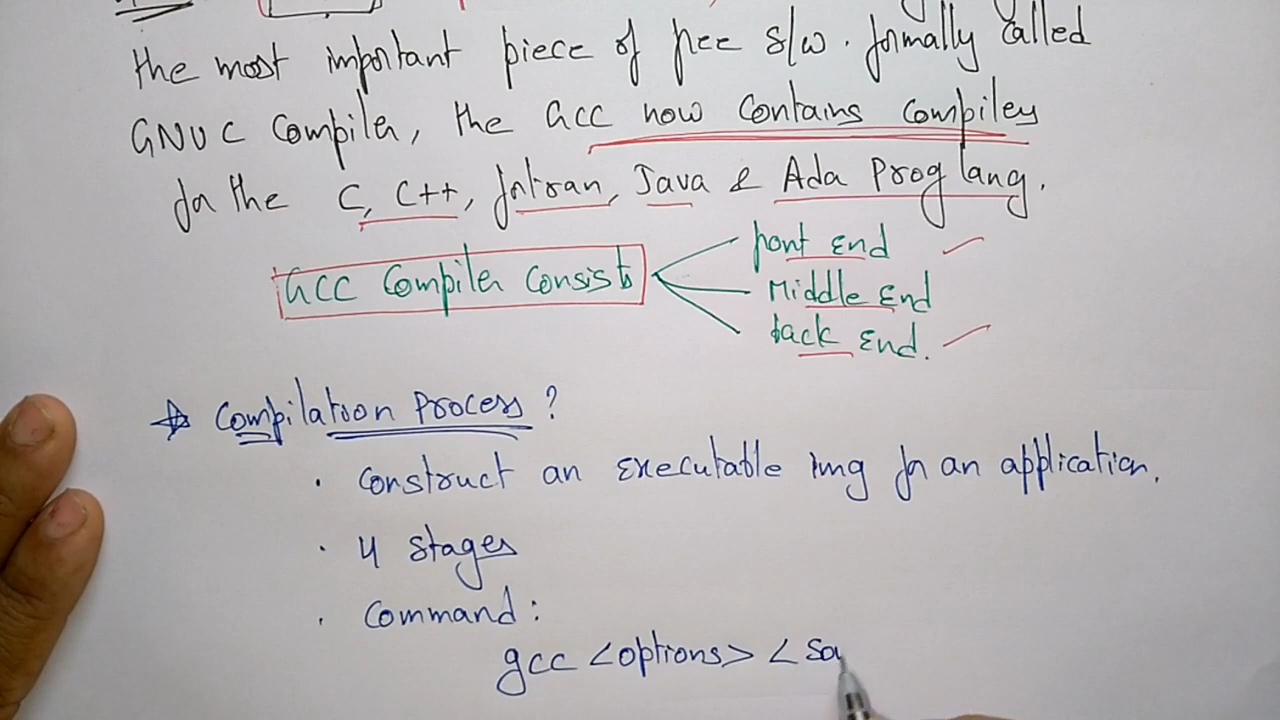 the most important piece of free s/w. formally called
GNU C Compiler, the GCC now contains compilers
for the C, C++, fortran, Java & Ada Prog lang.
GCC Compiler Consists
front End
Middle End
back End.
Compilation Process?
· Construct an Executable img for an application.
· 4 stages
· Command:
gcc <options> < sou